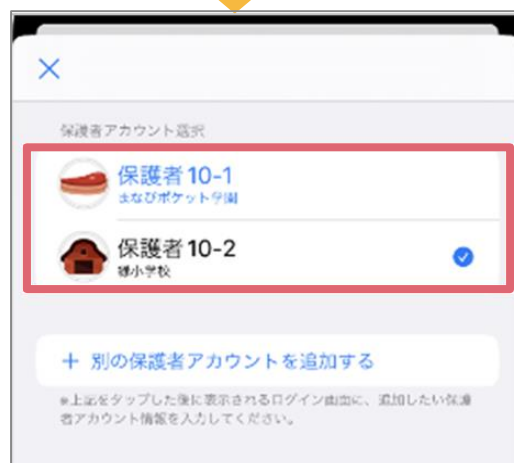 保護者アカウント選択
保護者 10-1
まなびポケット学園
保護者 10-2
小学校
+ 別の保護者アカウントを追加する
※上記をタップした後に表示されるログイン画面に、追加したい保護
者アカウント情報を入力してください。